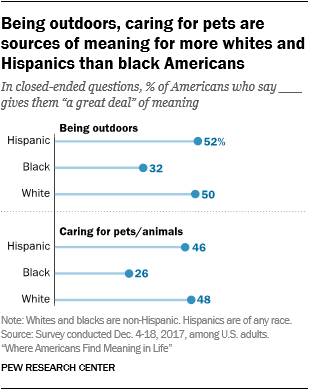 Being outdoors, caring for pets are
sources of meaning for more whites and
Hispanics than black Americans
In closed-ended questions, % of Americans who say ___
gives them “a great deal” of meaning
Being outdoors
Hispanic 52%
Black 32
White 50
Caring for pets/animals
Hispanic 46
Black 26
White 48
Note: Whites and blacks are non-Hispanic. Hispanics are of any race.
Source: Survey conducted Dec. 4-18, 2017, among U.S. adults.
“Where Americans Find Meaning in Life”
PEW RESEARCH CENTER